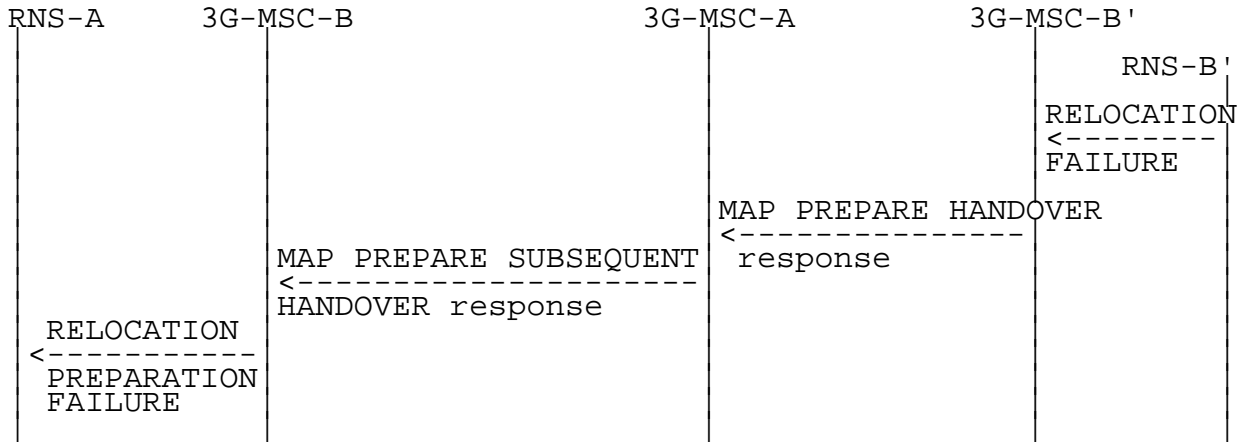 RNS-A 3G-MSC-B 3G-MSC-A 3G-MSC-B'
RNS-B'
RELOCATION
FAILURE
MAP PREPARE HANDOVER
response
MAP PREPARE SUBSEQUENT
HANDOVER response
RELOCATION
PREPARATION
FAILURE